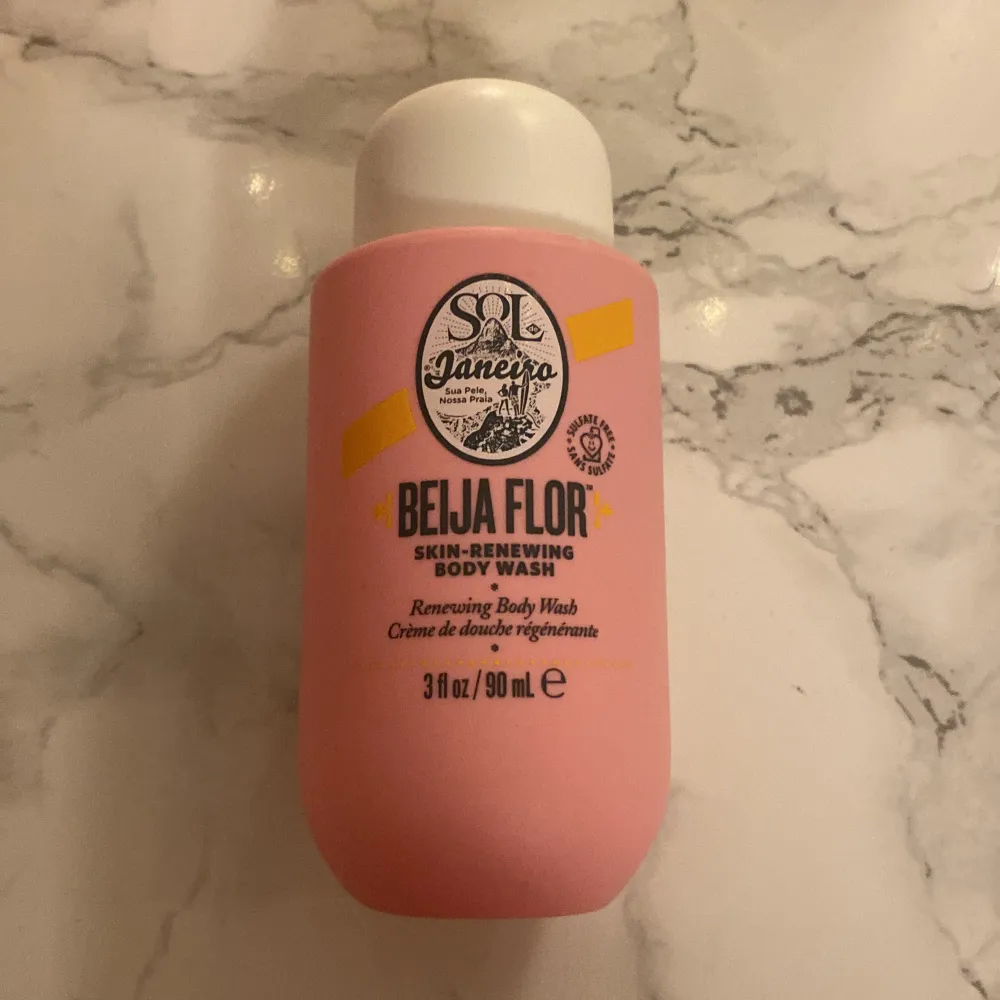 SOL
de
Janeiro
Sua Pele,
Nossa Praia
SULFATE FREE
SANS SULFATE
BEIJA FLOR™
SKIN-RENEWING
BODY WASH
Renewing Body Wash
Crème de douche régénérante
3 fl oz / 90 mL ℮